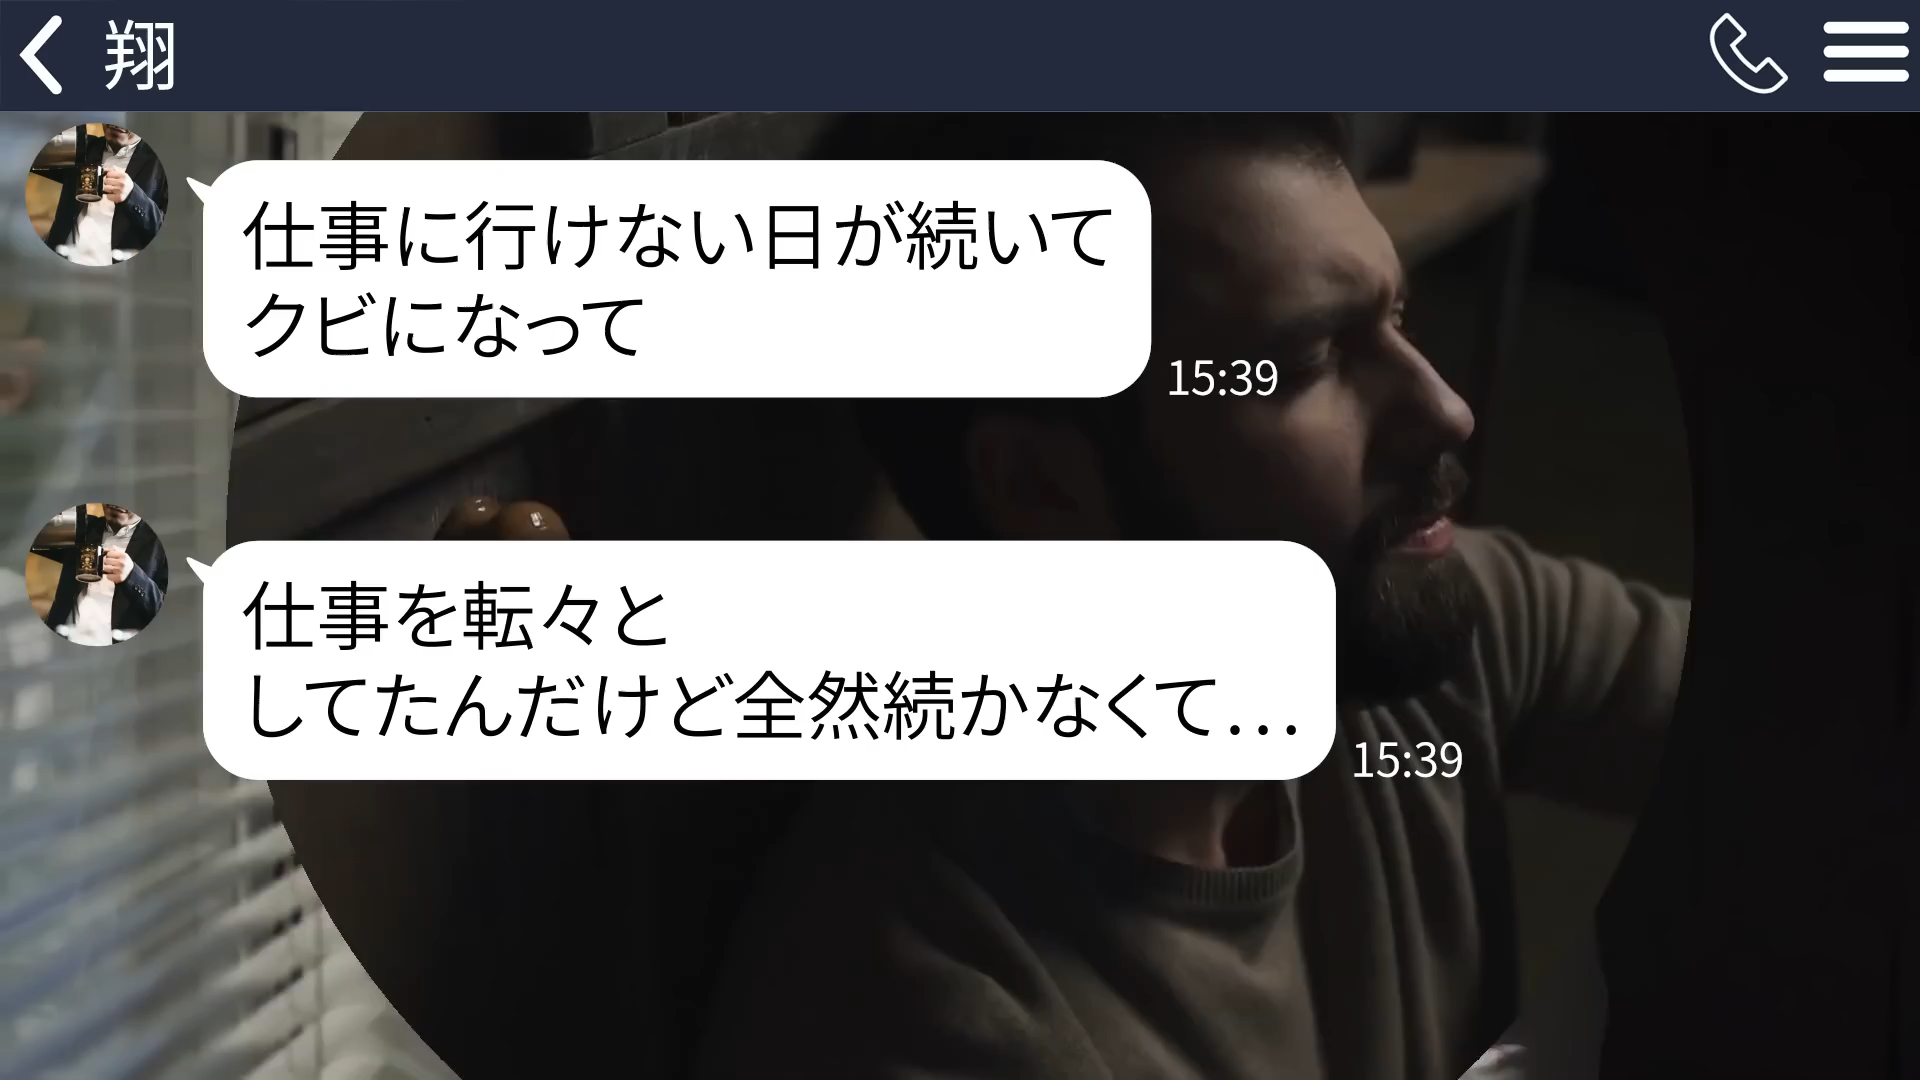 翔
仕事に行けない日が続いて
クビになって
15:39
仕事を転々と
してたんだけど全然続かなくて…
15:39